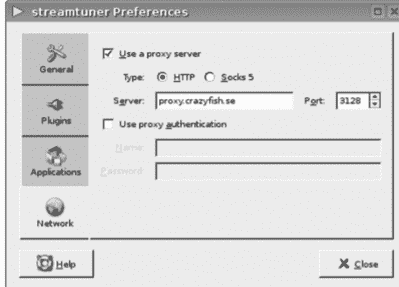 streamtuner Preferences
General
Plugins
Applications
Network
Use a proxy server
Type: HTTP Socks 5
Server: proxy.crazyfish.se Port: 3128
Use proxy authentication
Name:
Password:
Help
Close